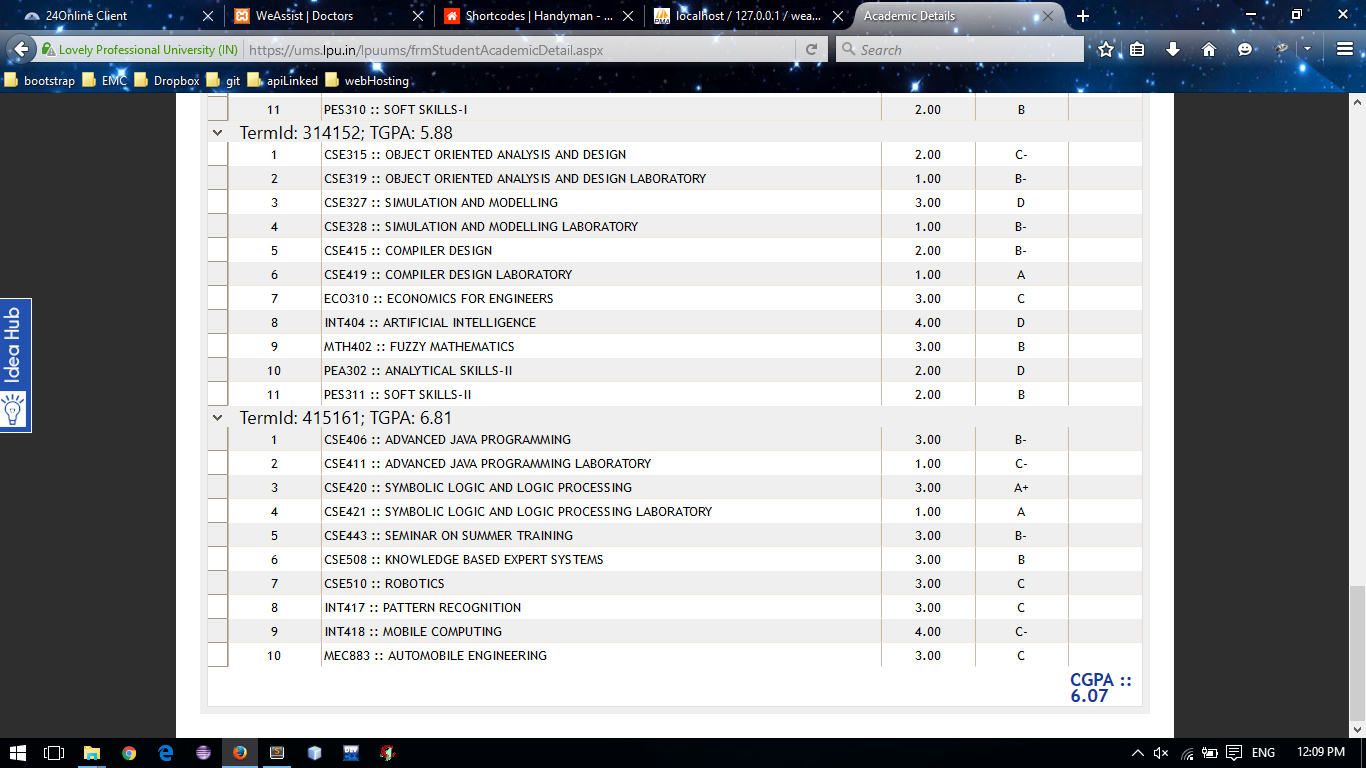 24Online Client
WeAssist | Doctors
Shortcodes | Handyman - ...
localhost / 127.0.0.1 / wea...
Academic Details
Lovely Professional University (IN)
https://ums.lpu.in/lpuums/frmStudentAcademicDetail.aspx
Search
bootstrap EMC Dropbox git apiLinked webHosting
11 PES310 :: SOFT SKILLS-I 2.00 B
TermId: 314152; TGPA: 5.88
1 CSE315 :: OBJECT ORIENTED ANALYSIS AND DESIGN 2.00 C-
2 CSE319 :: OBJECT ORIENTED ANALYSIS AND DESIGN LABORATORY 1.00 B-
3 CSE327 :: SIMULATION AND MODELLING 3.00 D
4 CSE328 :: SIMULATION AND MODELLING LABORATORY 1.00 B-
5 CSE415 :: COMPILER DESIGN 2.00 B-
6 CSE419 :: COMPILER DESIGN LABORATORY 1.00 A
7 ECO310 :: ECONOMICS FOR ENGINEERS 3.00 C
8 INT404 :: ARTIFICIAL INTELLIGENCE 4.00 D
9 MTH402 :: FUZZY MATHEMATICS 3.00 B
10 PEA302 :: ANALYTICAL SKILLS-II 2.00 D
11 PES311 :: SOFT SKILLS-II 2.00 B
TermId: 415161; TGPA: 6.81
1 CSE406 :: ADVANCED JAVA PROGRAMMING 3.00 B-
2 CSE411 :: ADVANCED JAVA PROGRAMMING LABORATORY 1.00 C-
3 CSE420 :: SYMBOLIC LOGIC AND LOGIC PROCESSING 3.00 A+
4 CSE421 :: SYMBOLIC LOGIC AND LOGIC PROCESSING LABORATORY 1.00 A
5 CSE443 :: SEMINAR ON SUMMER TRAINING 3.00 B-
6 CSE508 :: KNOWLEDGE BASED EXPERT SYSTEMS 3.00 B
7 CSE510 :: ROBOTICS 3.00 C
8 INT417 :: PATTERN RECOGNITION 3.00 C
9 INT418 :: MOBILE COMPUTING 4.00 C-
10 MEC883 :: AUTOMOBILE ENGINEERING 3.00 C
CGPA ::
6.07
Idea Hub
ENG 12:09 PM